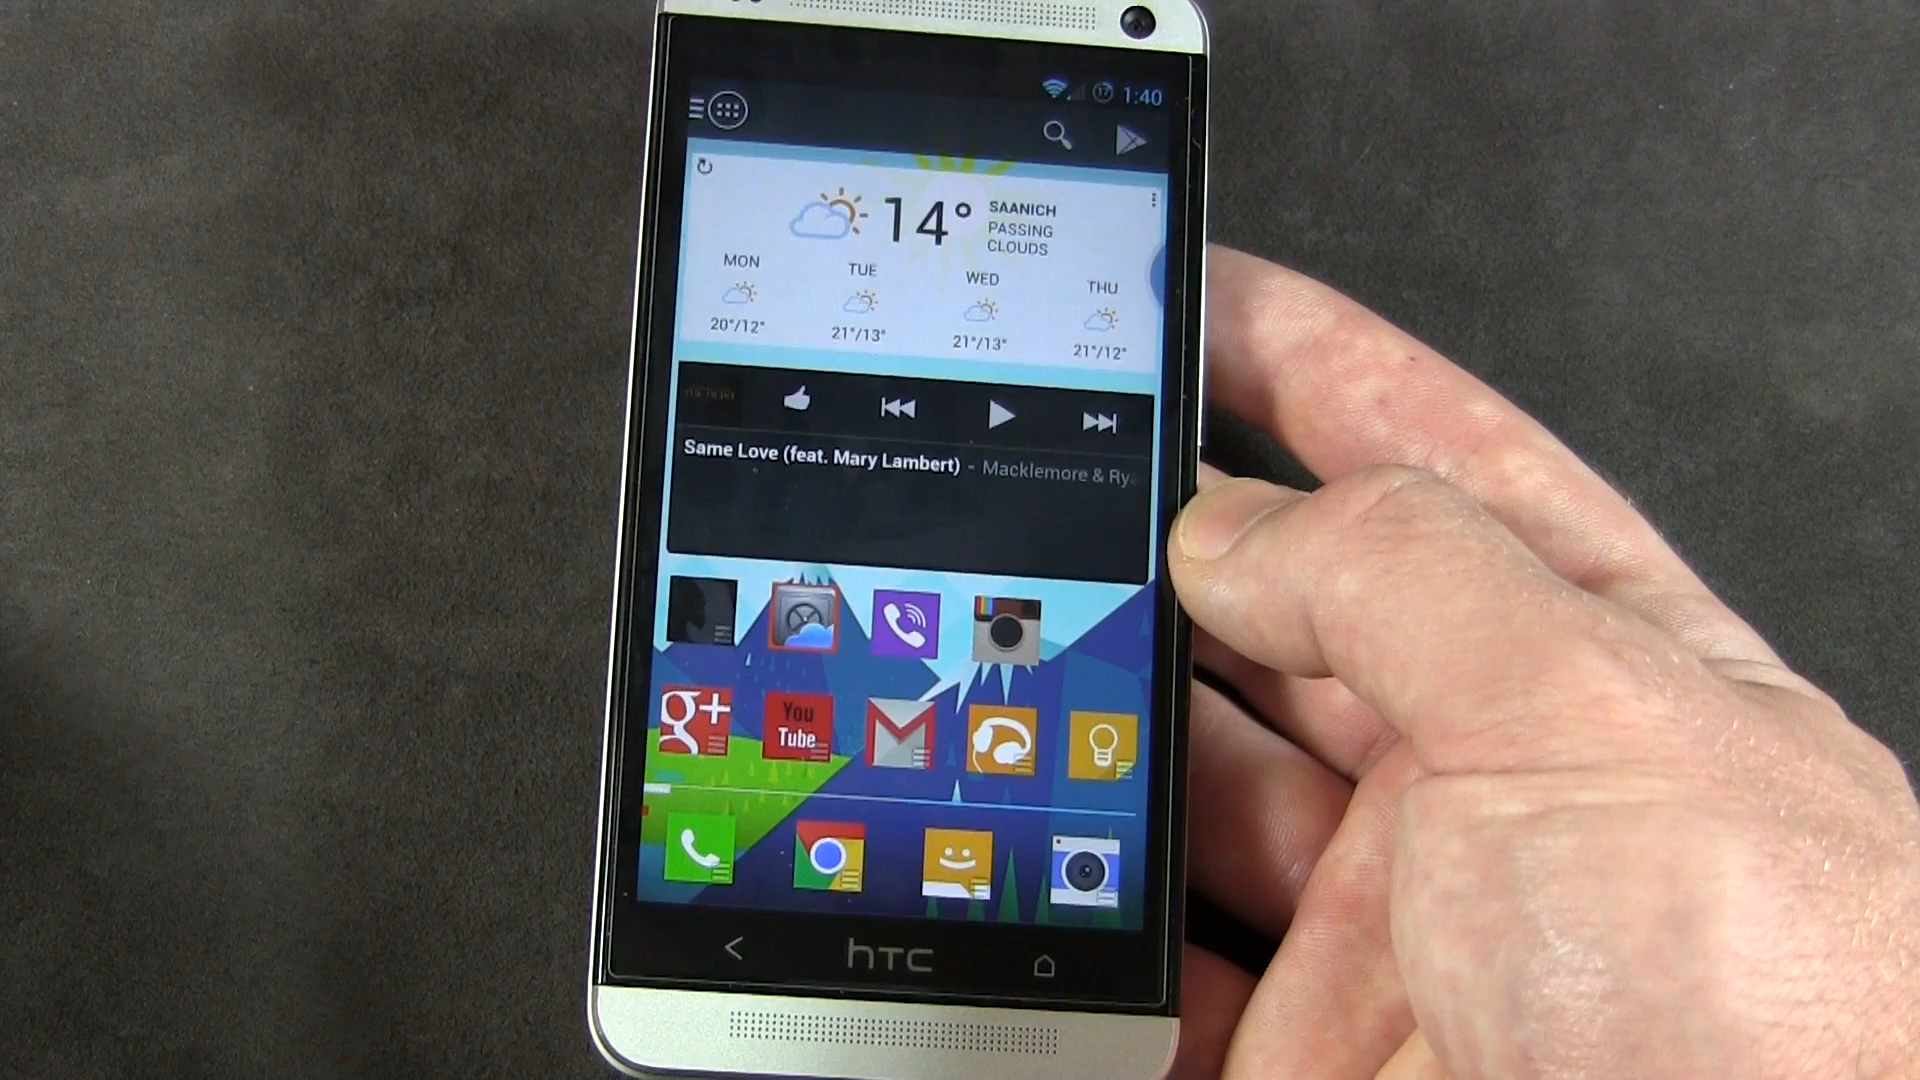 17 1:40
14° SAANICH
PASSING
CLOUDS
MON TUE WED THU
20°/12° 21°/13° 21°/13° 21°/12°
Same Love (feat. Mary Lambert) - Macklemore & Ry
g+ You
Tube
hTC